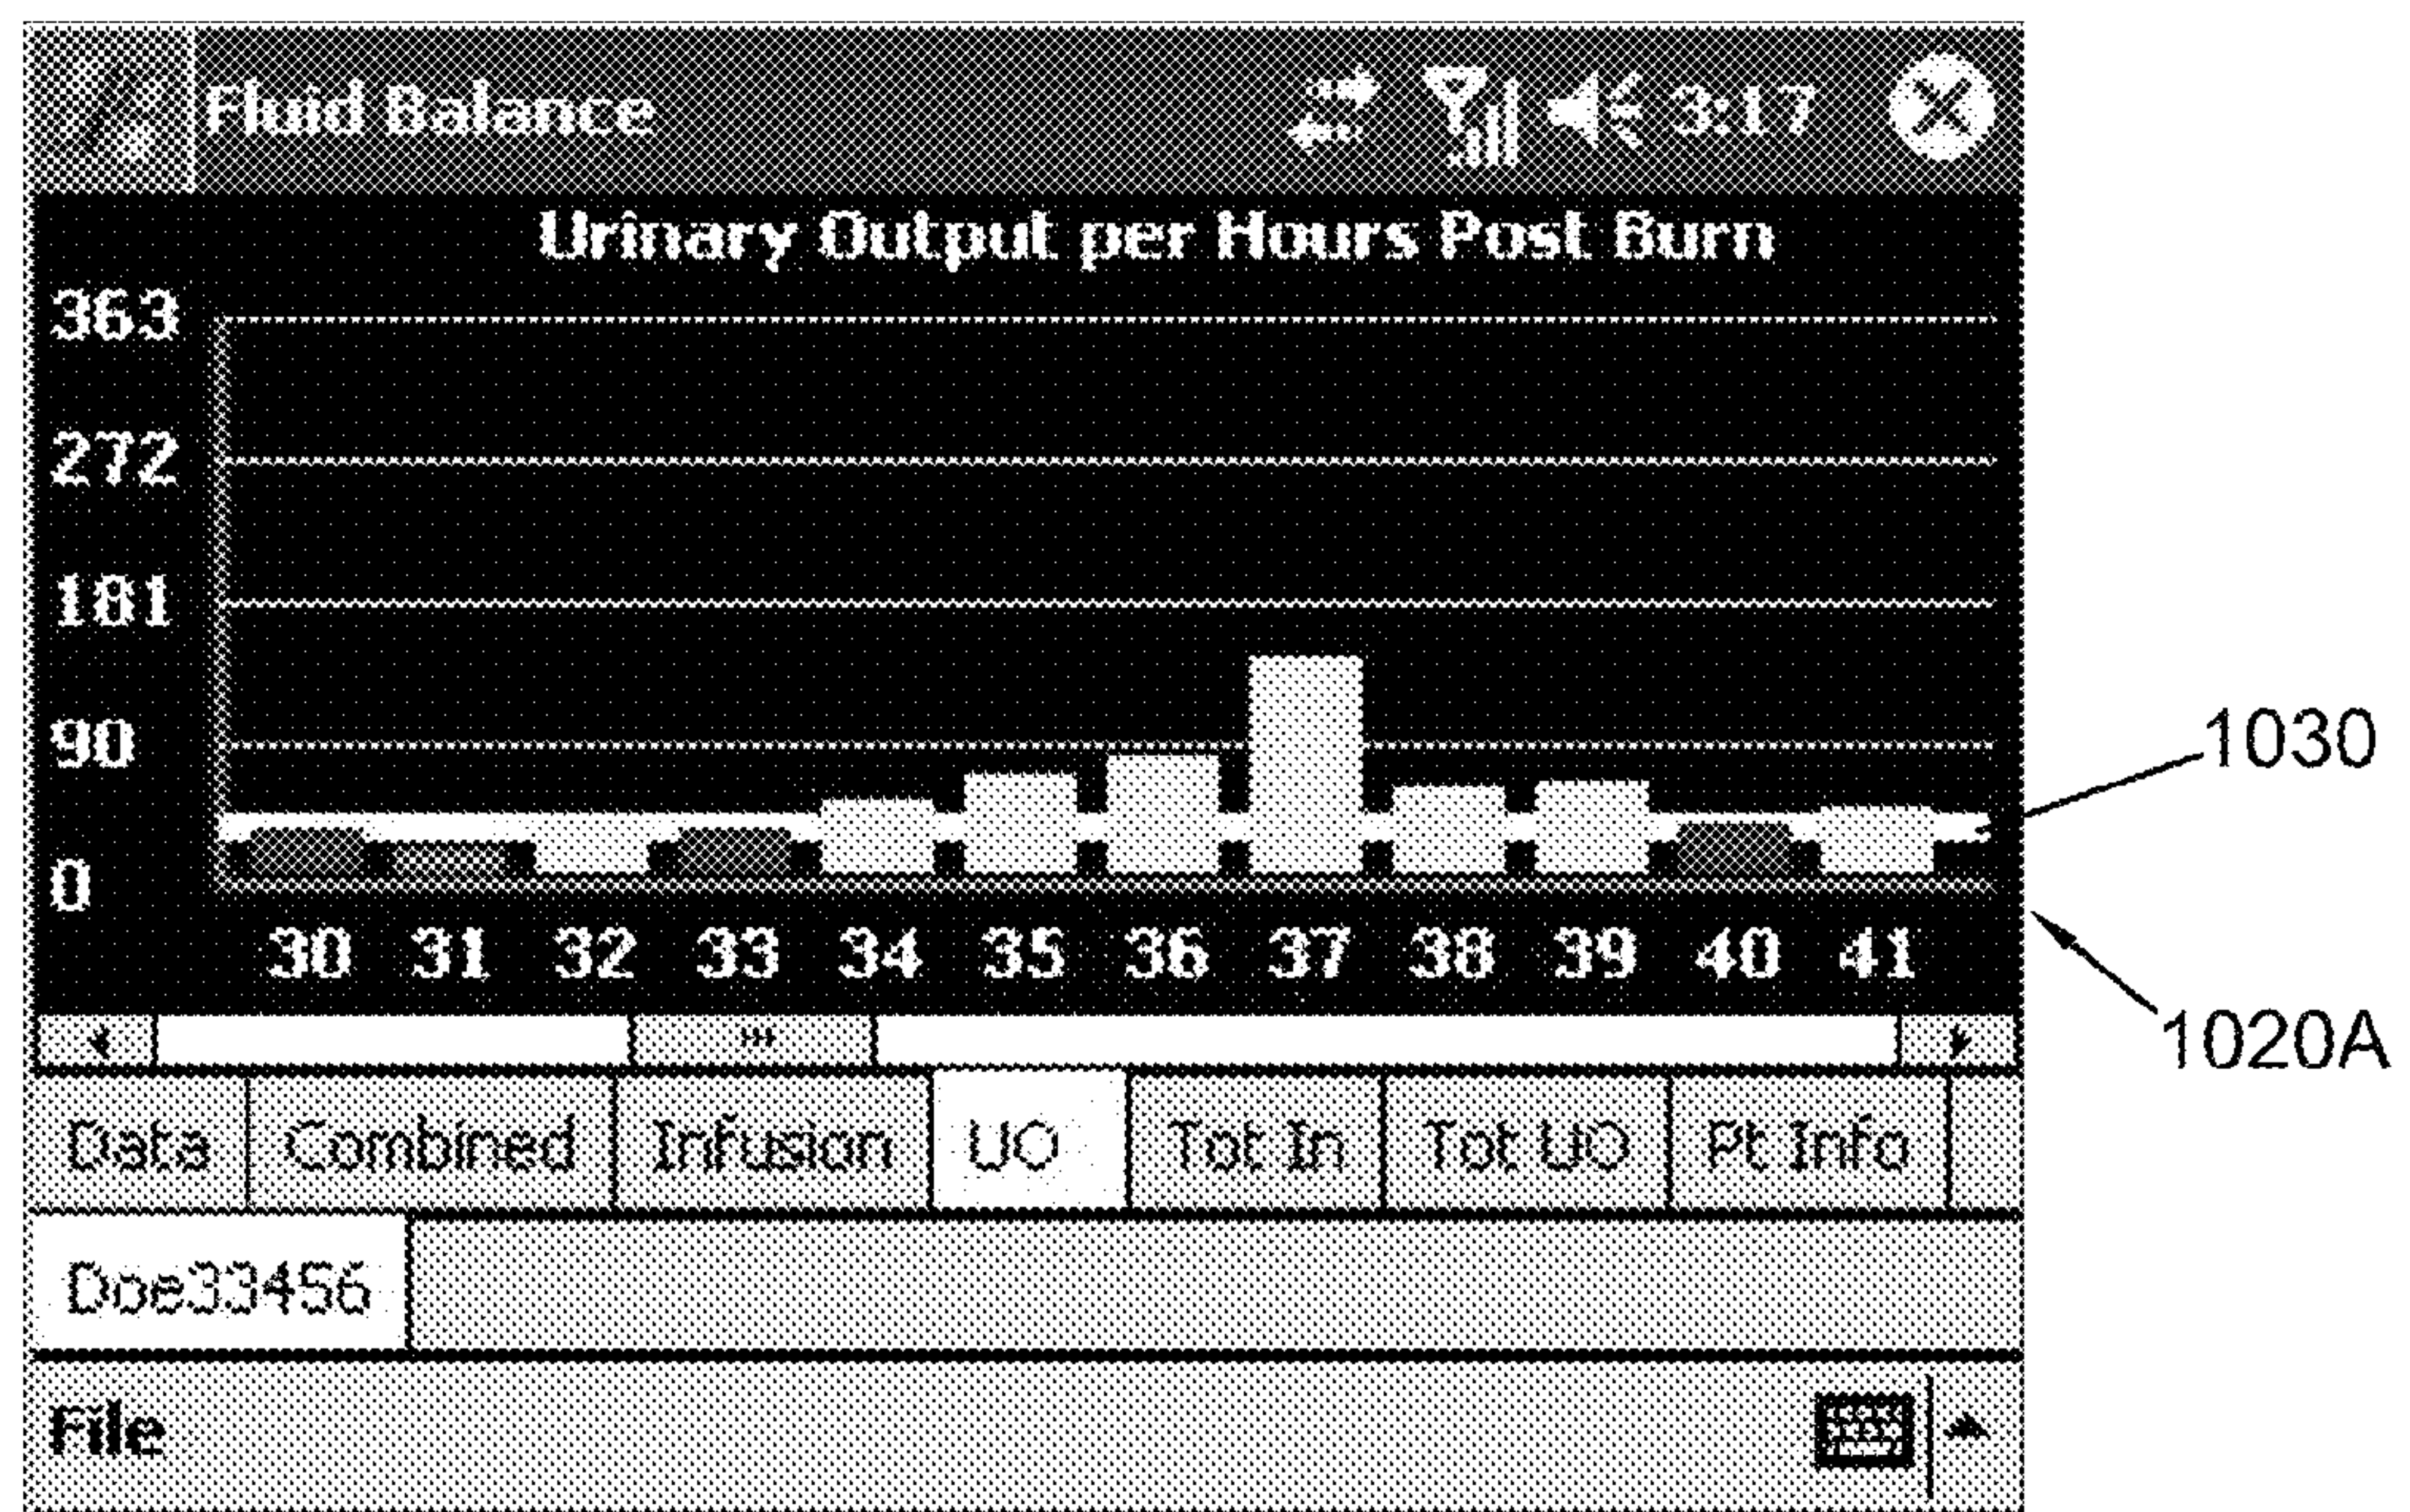 Fluid Balance 3:17
Urinary Output per Hours Post Burn
363
272
181
90
0
30 31 32 33 34 35 36 37 38 39 40 41
1030
1020A
Data Combined Infusion UO Tot In Tot UO Pt Info
Doe33456
File